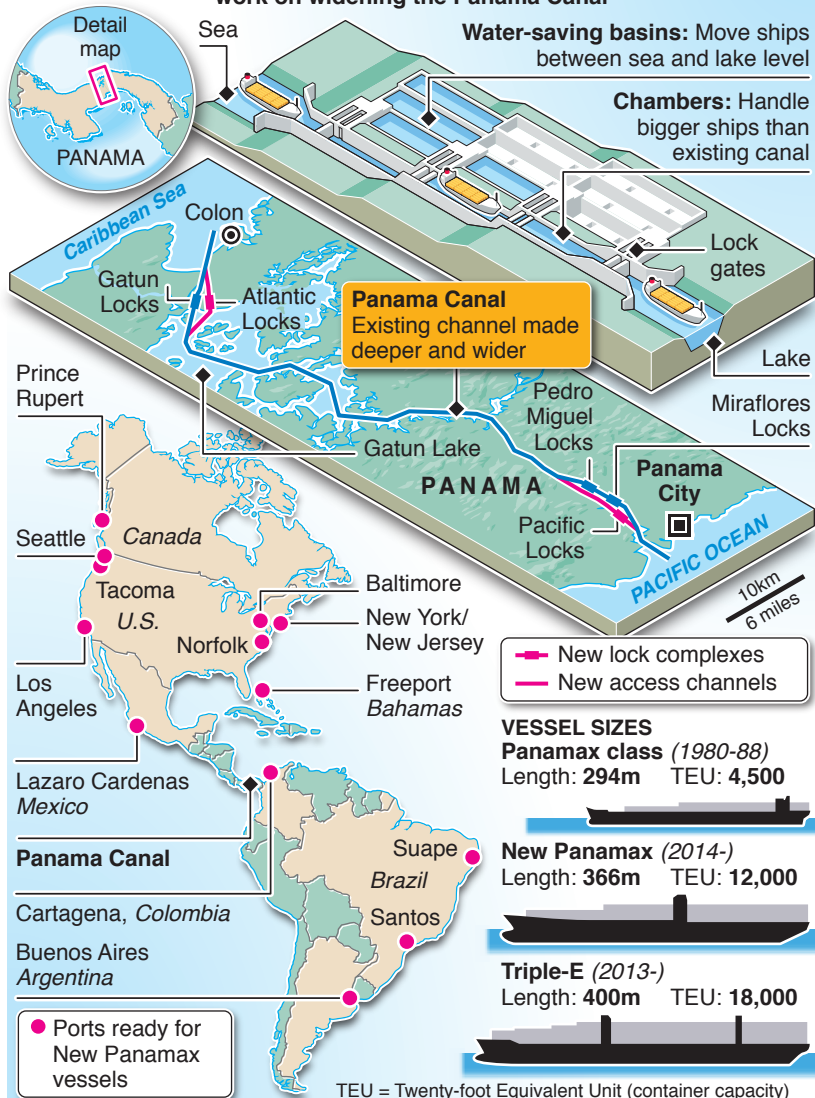 work on widening the Panama Canal
Detail
map
PANAMA
Sea
Water-saving basins: Move ships
between sea and lake level
Chambers: Handle
bigger ships than
existing canal
Lock
gates
Lake
Caribbean Sea
Colon
Gatun
Locks
Atlantic
Locks
Panama Canal
Existing channel made
deeper and wider
Gatun Lake
Pedro
Miguel
Locks
Miraflores
Locks
PANAMA
Panama
City
Pacific
Locks
PACIFIC OCEAN
10km
6 miles
New lock complexes
New access channels
Prince
Rupert
Seattle
Canada
Tacoma
U.S.
Baltimore
New York/
New Jersey
Norfolk
Los
Angeles
Freeport
Bahamas
Lazaro Cardenas
Mexico
Panama Canal
Suape
Brazil
Cartagena, Colombia
Santos
Buenos Aires
Argentina
Ports ready for
New Panamax
vessels
VESSEL SIZES
Panamax class (1980-88)
Length: 294m TEU: 4,500
New Panamax (2014-)
Length: 366m TEU: 12,000
Triple-E (2013-)
Length: 400m TEU: 18,000
TEU = Twenty-foot Equivalent Unit (container capacity)